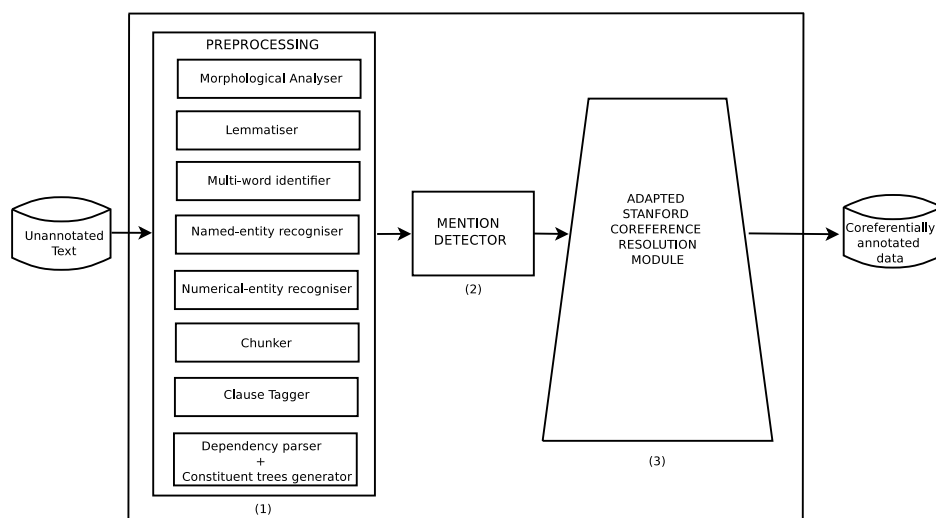 PREPROCESSING
Morphological Analyser
Lemmatiser
Multi-word identifier
Named-entity recogniser
Numerical-entity recogniser
Chunker
Clause Tagger
Dependency parser
+
Constituent trees generator
(1)
Unannotated
Text
MENTION
DETECTOR
(2)
ADAPTED
STANFORD
COREFERENCE
RESOLUTION
MODULE
(3)
Coreferentially
annotated
data